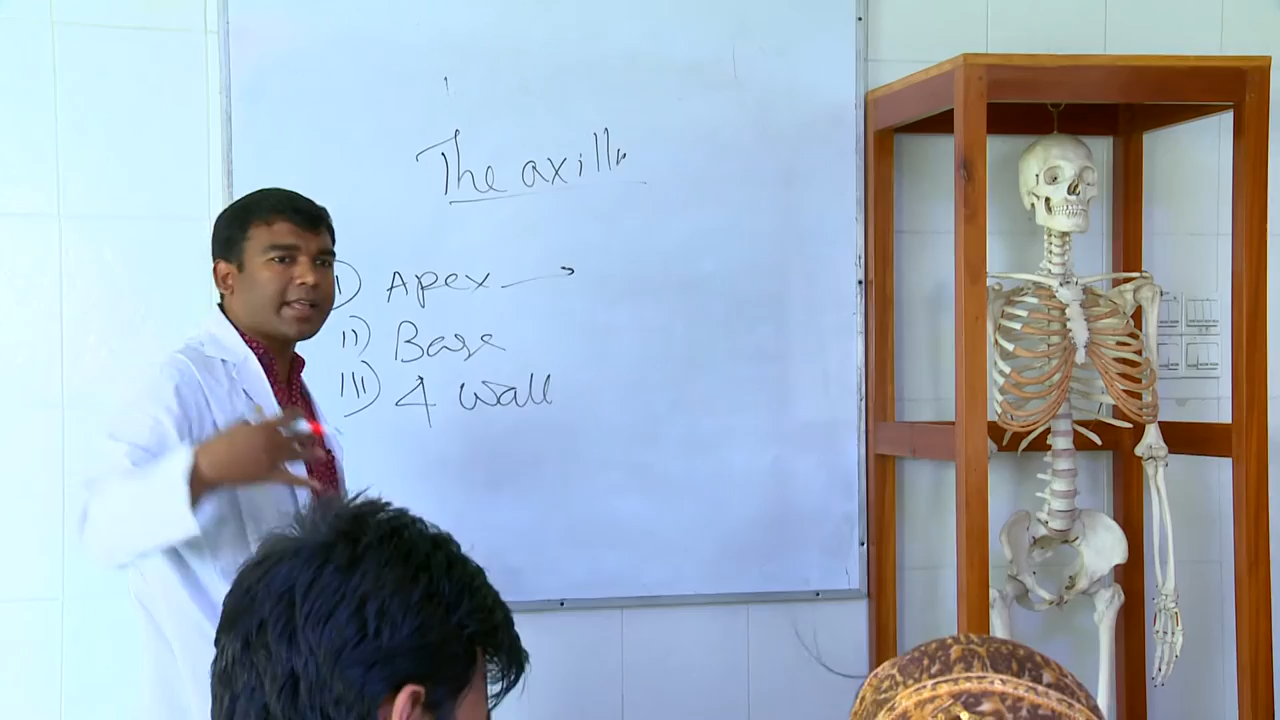 The axilla
I) Apex →
II) Base
III) 4 wall